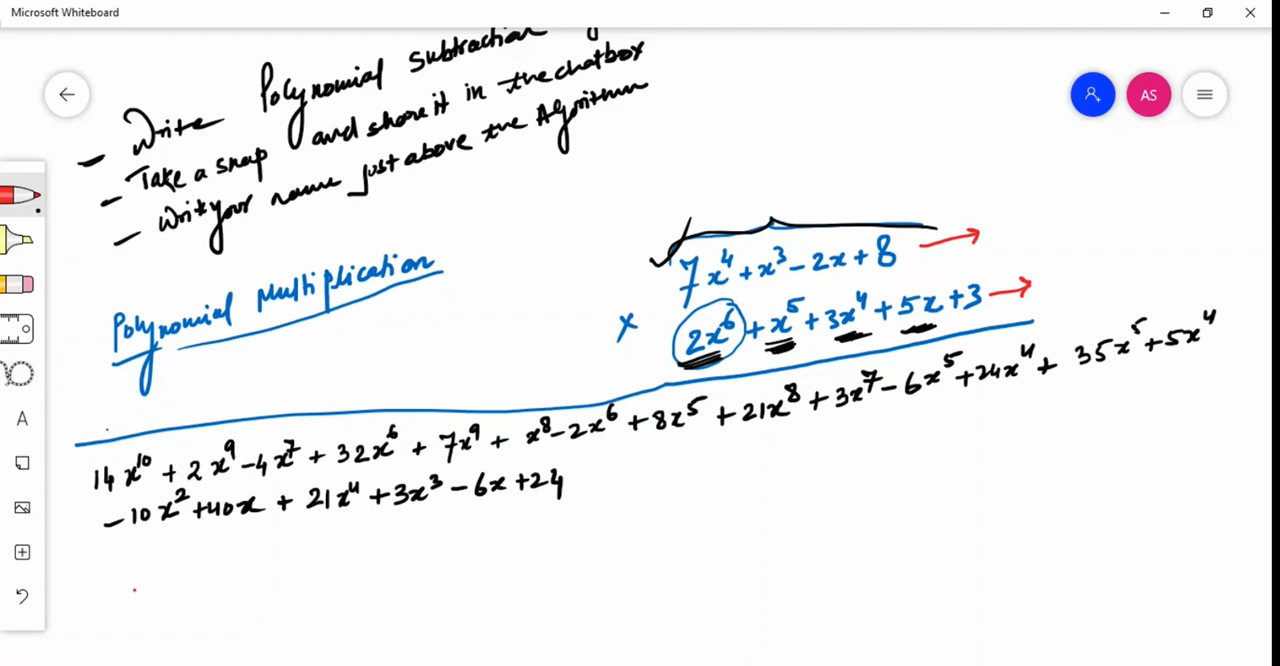 Microsoft Whiteboard
Polynomial subtraction
- Write
- Take a snap and share it in the chatbox
- Write your name just above the Algorithm
AS
Polynomial Multiplication
7x⁴ + x³ - 2x + 8
× 2x⁶ + x⁵ + 3x⁴ + 5x + 3
14x¹⁰ + 2x⁹ - 4x⁷ + 32x⁶ + 7x⁹ + x⁸ - 2x⁶ + 8x⁵ + 21x⁸ + 3x⁷ - 6x⁵ + 24x⁴ + 35x⁵ + 5x⁴
- 10x² + 40x + 21x⁴ + 3x³ - 6x + 24
A